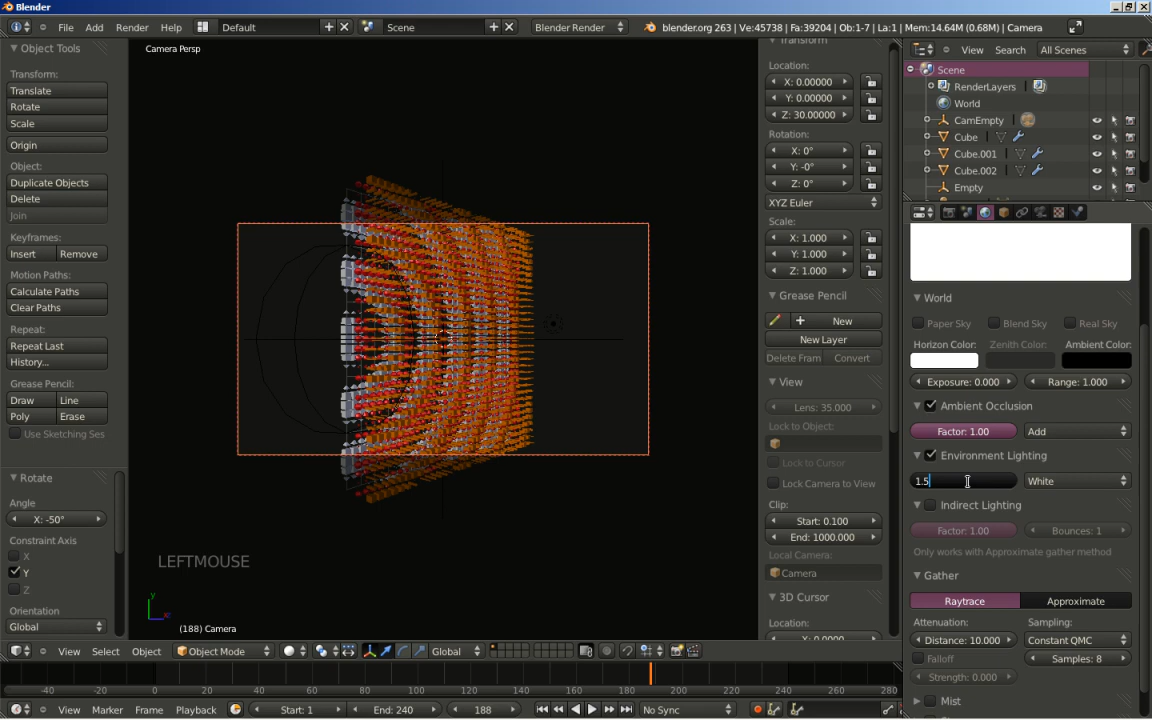 Blender
File Add Render Help Default Scene Blender Render blender.org 263 | Ve:45738 | Fa:39204 | Ob:1-7 | La:1 | Mem:14.64M (0.68M) | Camera
Object Tools
Transform:
Translate
Rotate
Scale
Origin
Object:
Duplicate Objects
Delete
Join
Keyframes:
Insert Remove
Motion Paths:
Calculate Paths
Clear Paths
Repeat:
Repeat Last
History...
Grease Pencil:
Draw Line
Poly Erase
Use Sketching Ses
Rotate
Angle
X: -50°
Constraint Axis
X
Y
Z
Orientation
Global
Camera Persp
LEFTMOUSE
y
x
(188) Camera
Transform
Location:
X: 0.00000
Y: 0.00000
Z: 30.00000
Rotation:
X: 0°
Y: -0°
Z: 0°
XYZ Euler
Scale:
X: 1.000
Y: 1.000
Z: 1.000
Grease Pencil
New
New Layer
Delete Fram Convert
View
Lens: 35.000
Lock to Object:
Lock to Cursor
Lock Camera to View
Clip:
Start: 0.100
End: 1000.000
Local Camera:
Camera
3D Cursor
Location:
X: 0.0000
View Search All Scenes
Scene
RenderLayers
World
CamEmpty
Cube
Cube.001
Cube.002
Empty
World
Paper Sky Blend Sky Real Sky
Horizon Color: Zenith Color: Ambient Color:
Exposure: 0.000 Range: 1.000
Ambient Occlusion
Factor: 1.00 Add
Environment Lighting
1.5 White
Indirect Lighting
Factor: 1.00 Bounces: 1
Only works with Approximate gather method
Gather
Raytrace Approximate
Attenuation: Sampling:
Distance: 10.000 Constant QMC
Falloff Samples: 8
Strength: 0.000
Mist
View Select Object Object Mode Global
-40 -20 0 20 40 60 80 100 120 140 160 180 200 220 240 260 280
View Marker Frame Playback Start: 1 End: 240 188 No Sync